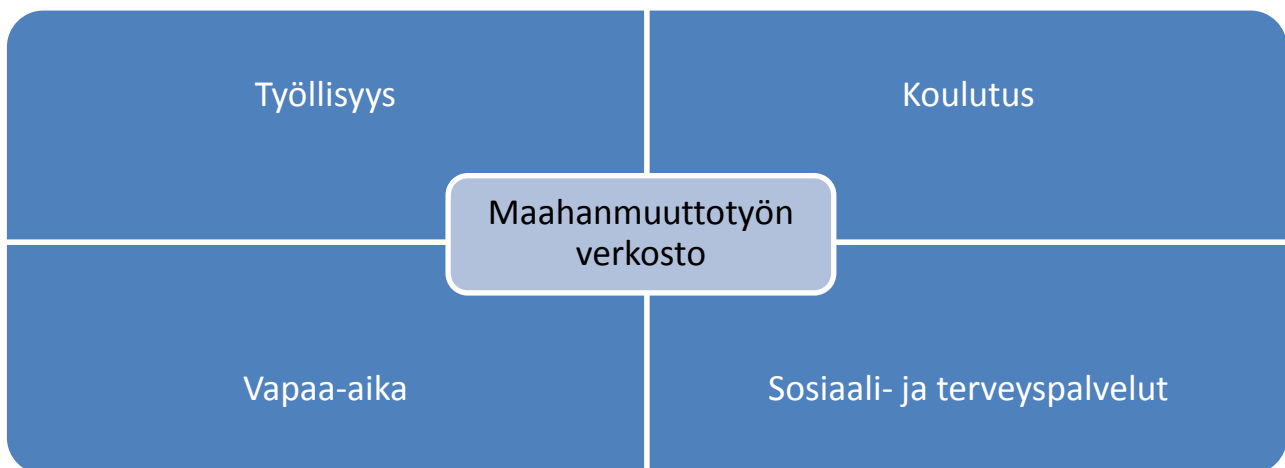 Työllisyys
Koulutus
Maahanmuuttotyön
verkosto
Vapaa-aika
Sosiaali- ja terveyspalvelut